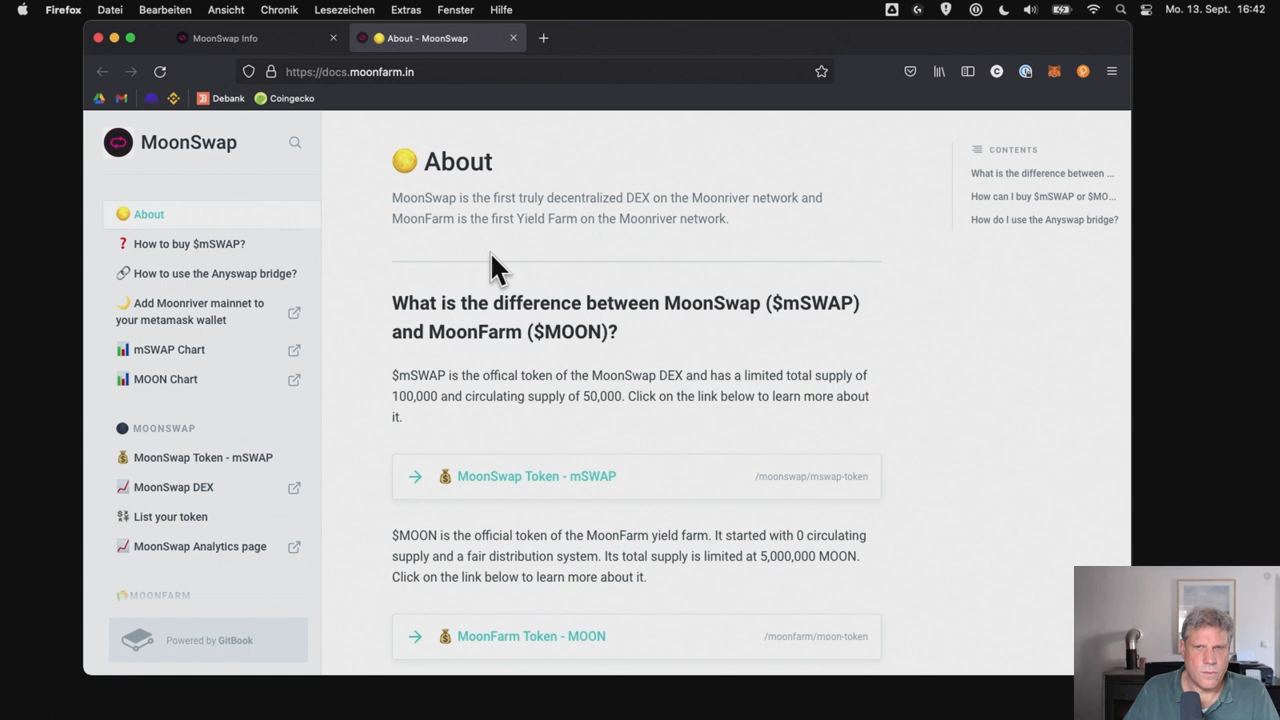 Firefox Datei Bearbeiten Ansicht Chronik Lesezeichen Extras Fenster Hilfe Mo. 13. Sept. 16:42
MoonSwap Info
About - MoonSwap
https://docs.moonfarm.in
Debank Coingecko
MoonSwap
About
How to buy $mSWAP?
How to use the Anyswap bridge?
Add Moonriver mainnet to
your metamask wallet
mSWAP Chart
MOON Chart
MOONSWAP
MoonSwap Token - mSWAP
MoonSwap DEX
List your token
MoonSwap Analytics page
MOONFARM
Powered by GitBook
About
MoonSwap is the first truly decentralized DEX on the Moonriver network and
MoonFarm is the first Yield Farm on the Moonriver network.
What is the difference between MoonSwap ($mSWAP)
and MoonFarm ($MOON)?
$mSWAP is the offical token of the MoonSwap DEX and has a limited total supply of
100,000 and circulating supply of 50,000. Click on the link below to learn more about
it.
MoonSwap Token - mSWAP /moonswap/mswap-token
$MOON is the official token of the MoonFarm yield farm. It started with 0 circulating
supply and a fair distribution system. Its total supply is limited at 5,000,000 MOON.
Click on the link below to learn more about it.
MoonFarm Token - MOON /moonfarm/moon-token
CONTENTS
What is the difference between ...
How can I buy $mSWAP or $MO...
How do I use the Anyswap bridge?